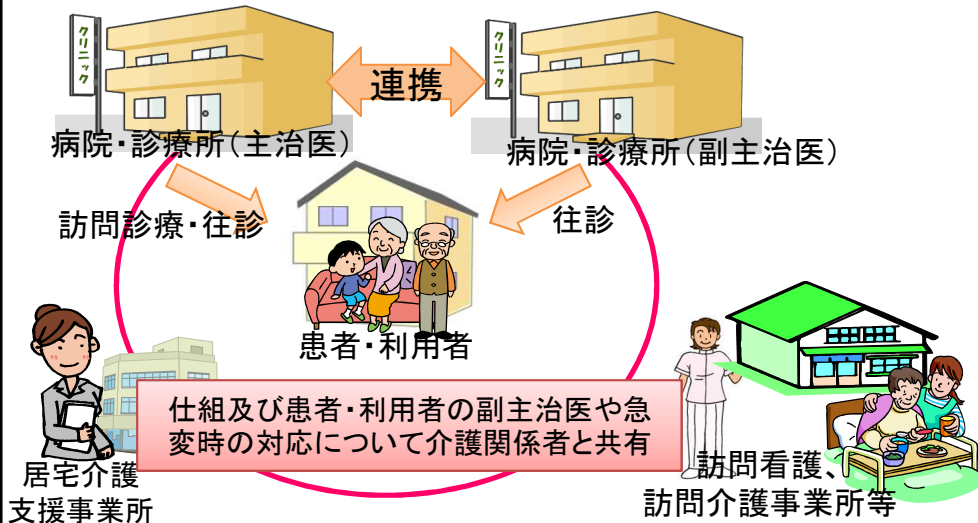 クリニック
クリニック
連携
病院・診療所(主治医)
病院・診療所(副主治医)
訪問診療・往診
往診
患者・利用者
仕組及び患者・利用者の副主治医や急
変時の対応について介護関係者と共有
居宅介護
支援事業所
訪問看護、
訪問介護事業所等